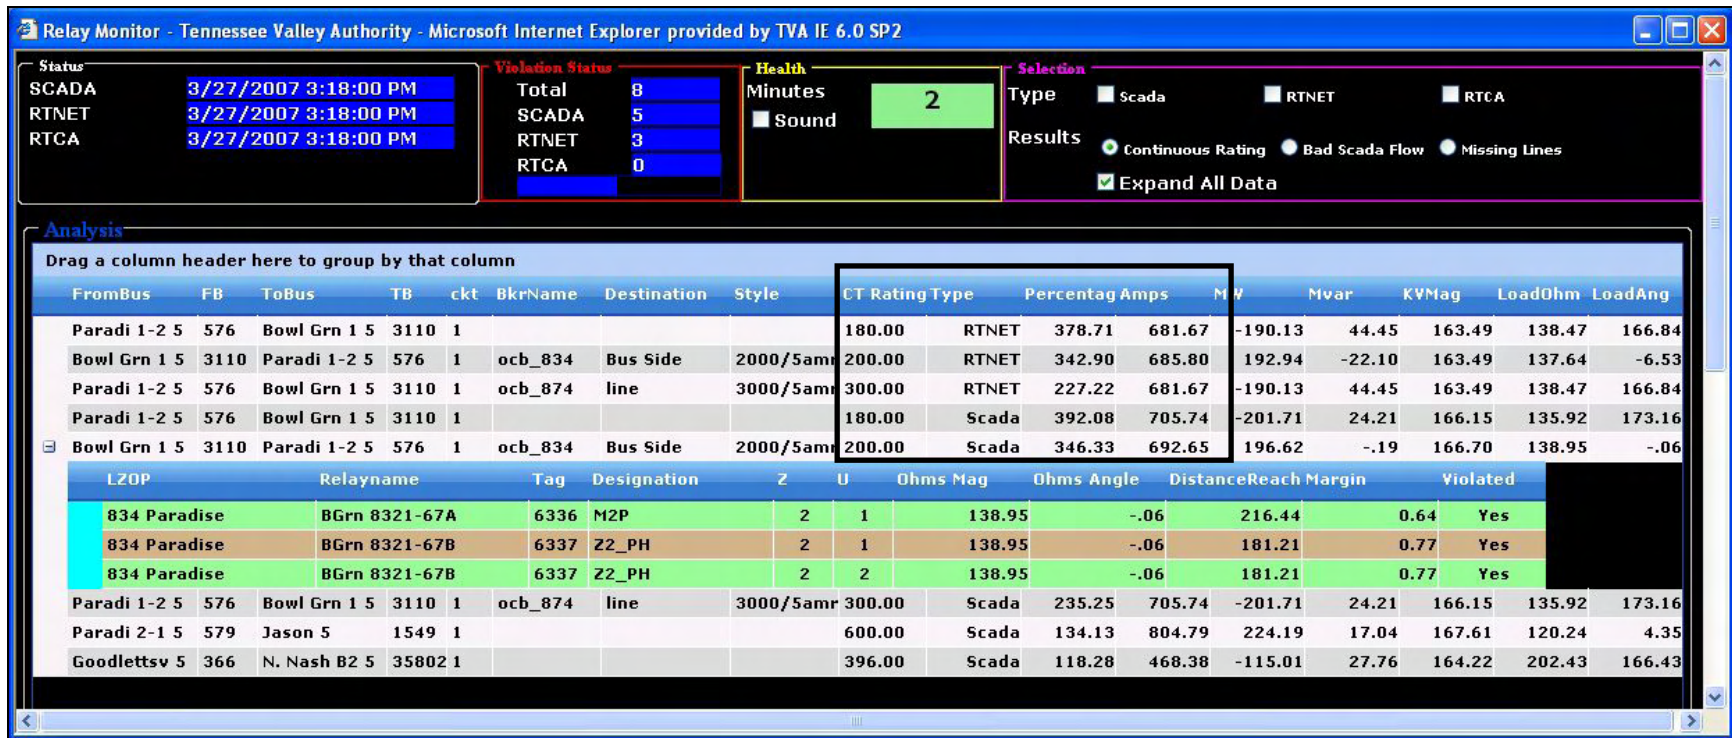 Relay Monitor - Tennessee Valley Authority - Microsoft Internet Explorer provided by TVA IE 6.0 SP2
Status
SCADA 3/27/2007 3:18:00 PM
RTNET 3/27/2007 3:18:00 PM
RTCA 3/27/2007 3:18:00 PM
Violation Status
Total 8
SCADA 5
RTNET 3
RTCA 0
Health
Minutes 2
Sound
Selection
Type Scada RTNET RTCA
Results Continuous Rating Bad Scada Flow Missing Lines
Expand All Data
Analysis
Drag a column header here to group by that column
FromBus FB ToBus TB ckt BkrName Destination Style CT Rating Type Percentag Amps MW Mvar KVMag LoadOhm LoadAng
Paradi 1-2 5 576 Bowl Grn 1 5 3110 1 180.00 RTNET 378.71 681.67 -190.13 44.45 163.49 138.47 166.84
Bowl Grn 1 5 3110 Paradi 1-2 5 576 1 ocb_834 Bus Side 2000/5amr 200.00 RTNET 342.90 685.80 192.94 -22.10 163.49 137.64 -6.53
Paradi 1-2 5 576 Bowl Grn 1 5 3110 1 ocb_874 line 3000/5amr 300.00 RTNET 227.22 681.67 -190.13 44.45 163.49 138.47 166.84
Paradi 1-2 5 576 Bowl Grn 1 5 3110 1 180.00 Scada 392.08 705.74 -201.71 24.21 166.15 135.92 173.16
Bowl Grn 1 5 3110 Paradi 1-2 5 576 1 ocb_834 Bus Side 2000/5amr 200.00 Scada 346.33 692.65 196.62 -.19 166.70 138.95 -.06
LZOP Relayname Tag Designation Z U Ohms Mag Ohms Angle DistanceReach Margin Violated
834 Paradise BGrn 8321-67A 6336 M2P 2 1 138.95 -.06 216.44 0.64 Yes
834 Paradise BGrn 8321-67B 6337 Z2_PH 2 1 138.95 -.06 181.21 0.77 Yes
834 Paradise BGrn 8321-67B 6337 Z2_PH 2 2 138.95 -.06 181.21 0.77 Yes
Paradi 1-2 5 576 Bowl Grn 1 5 3110 1 ocb_874 line 3000/5amr 300.00 Scada 235.25 705.74 -201.71 24.21 166.15 135.92 173.16
Paradi 2-1 5 579 Jason 5 1549 1 600.00 Scada 134.13 804.79 224.19 17.04 167.61 120.24 4.35
Goodlettsv 5 366 N. Nash B2 5 35802 1 396.00 Scada 118.28 468.38 -115.01 27.76 164.22 202.43 166.43